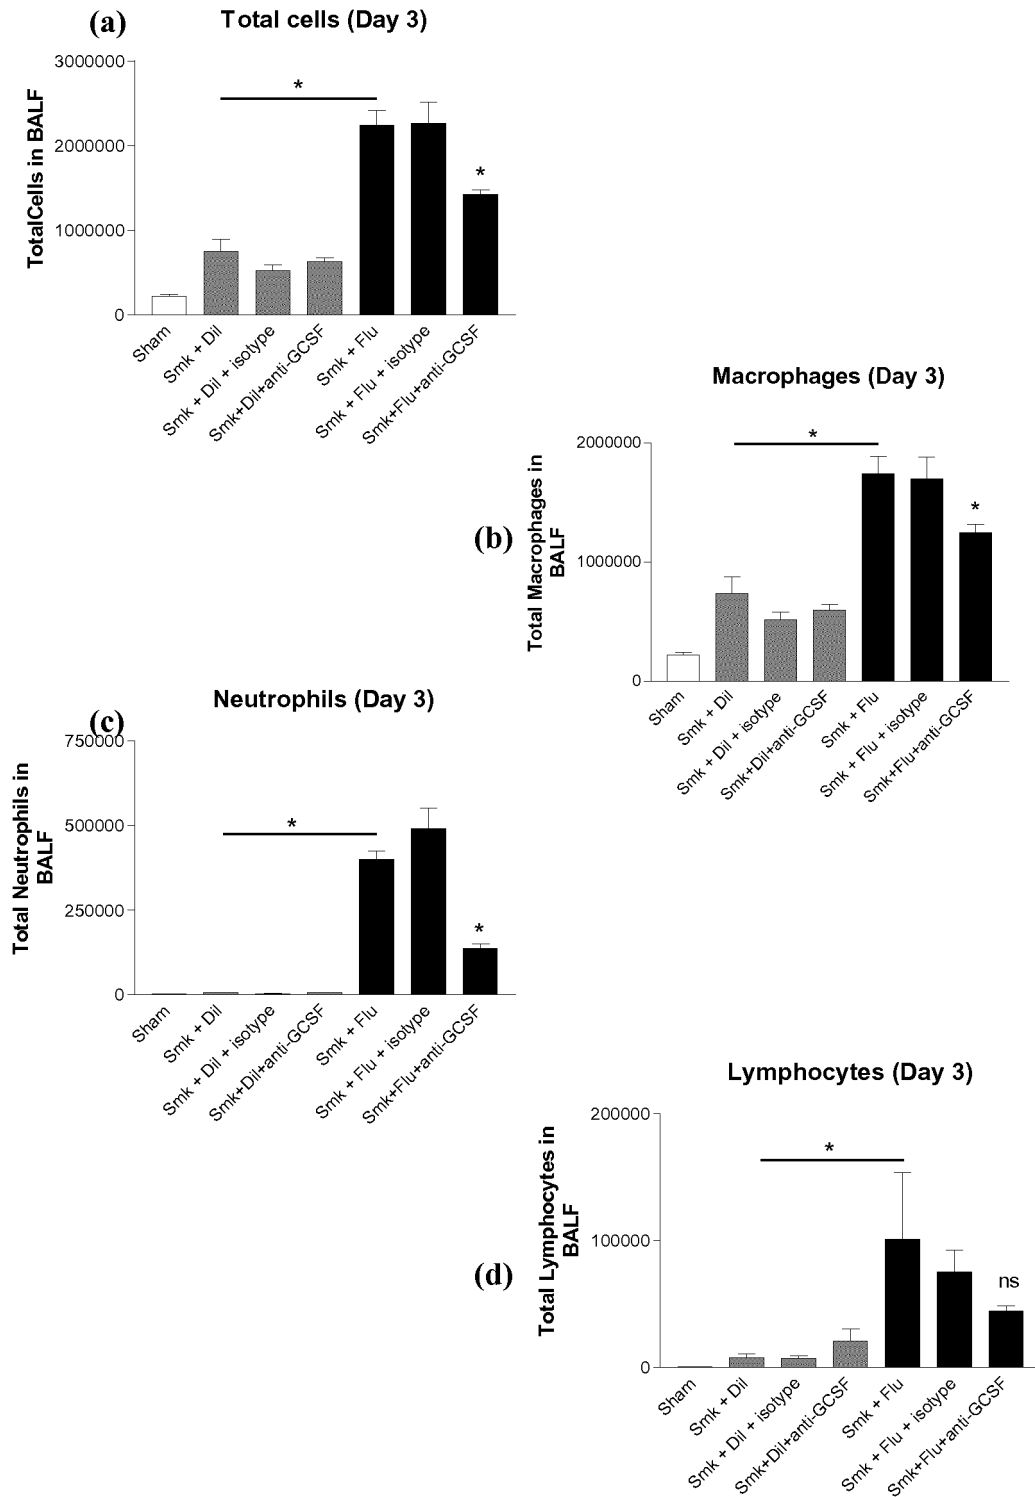 (a)
Total cells (Day 3)
TotalCells in BALF
3000000
2000000
1000000
0
*
*
Sham
Smk + Dil
Smk + Dil + isotype
Smk+Dil+anti-GCSF
Smk + Flu
Smk + Flu + isotype
Smk+Flu+anti-GCSF
(b)
Macrophages (Day 3)
Total Macrophages in
BALF
2000000
1000000
0
*
*
Sham
Smk + Dil
Smk + Dil + isotype
Smk+Dil+anti-GCSF
Smk + Flu
Smk + Flu + isotype
Smk+Flu+anti-GCSF
(c)
Neutrophils (Day 3)
Total Neutrophils in
BALF
750000
500000
250000
0
*
*
Sham
Smk + Dil
Smk + Dil + isotype
Smk+Dil+anti-GCSF
Smk + Flu
Smk + Flu + isotype
Smk+Flu+anti-GCSF
(d)
Lymphocytes (Day 3)
Total Lymphocytes in
BALF
200000
100000
0
*
ns
Sham
Smk + Dil
Smk + Dil + isotype
Smk+Dil+anti-GCSF
Smk + Flu
Smk + Flu + isotype
Smk+Flu+anti-GCSF